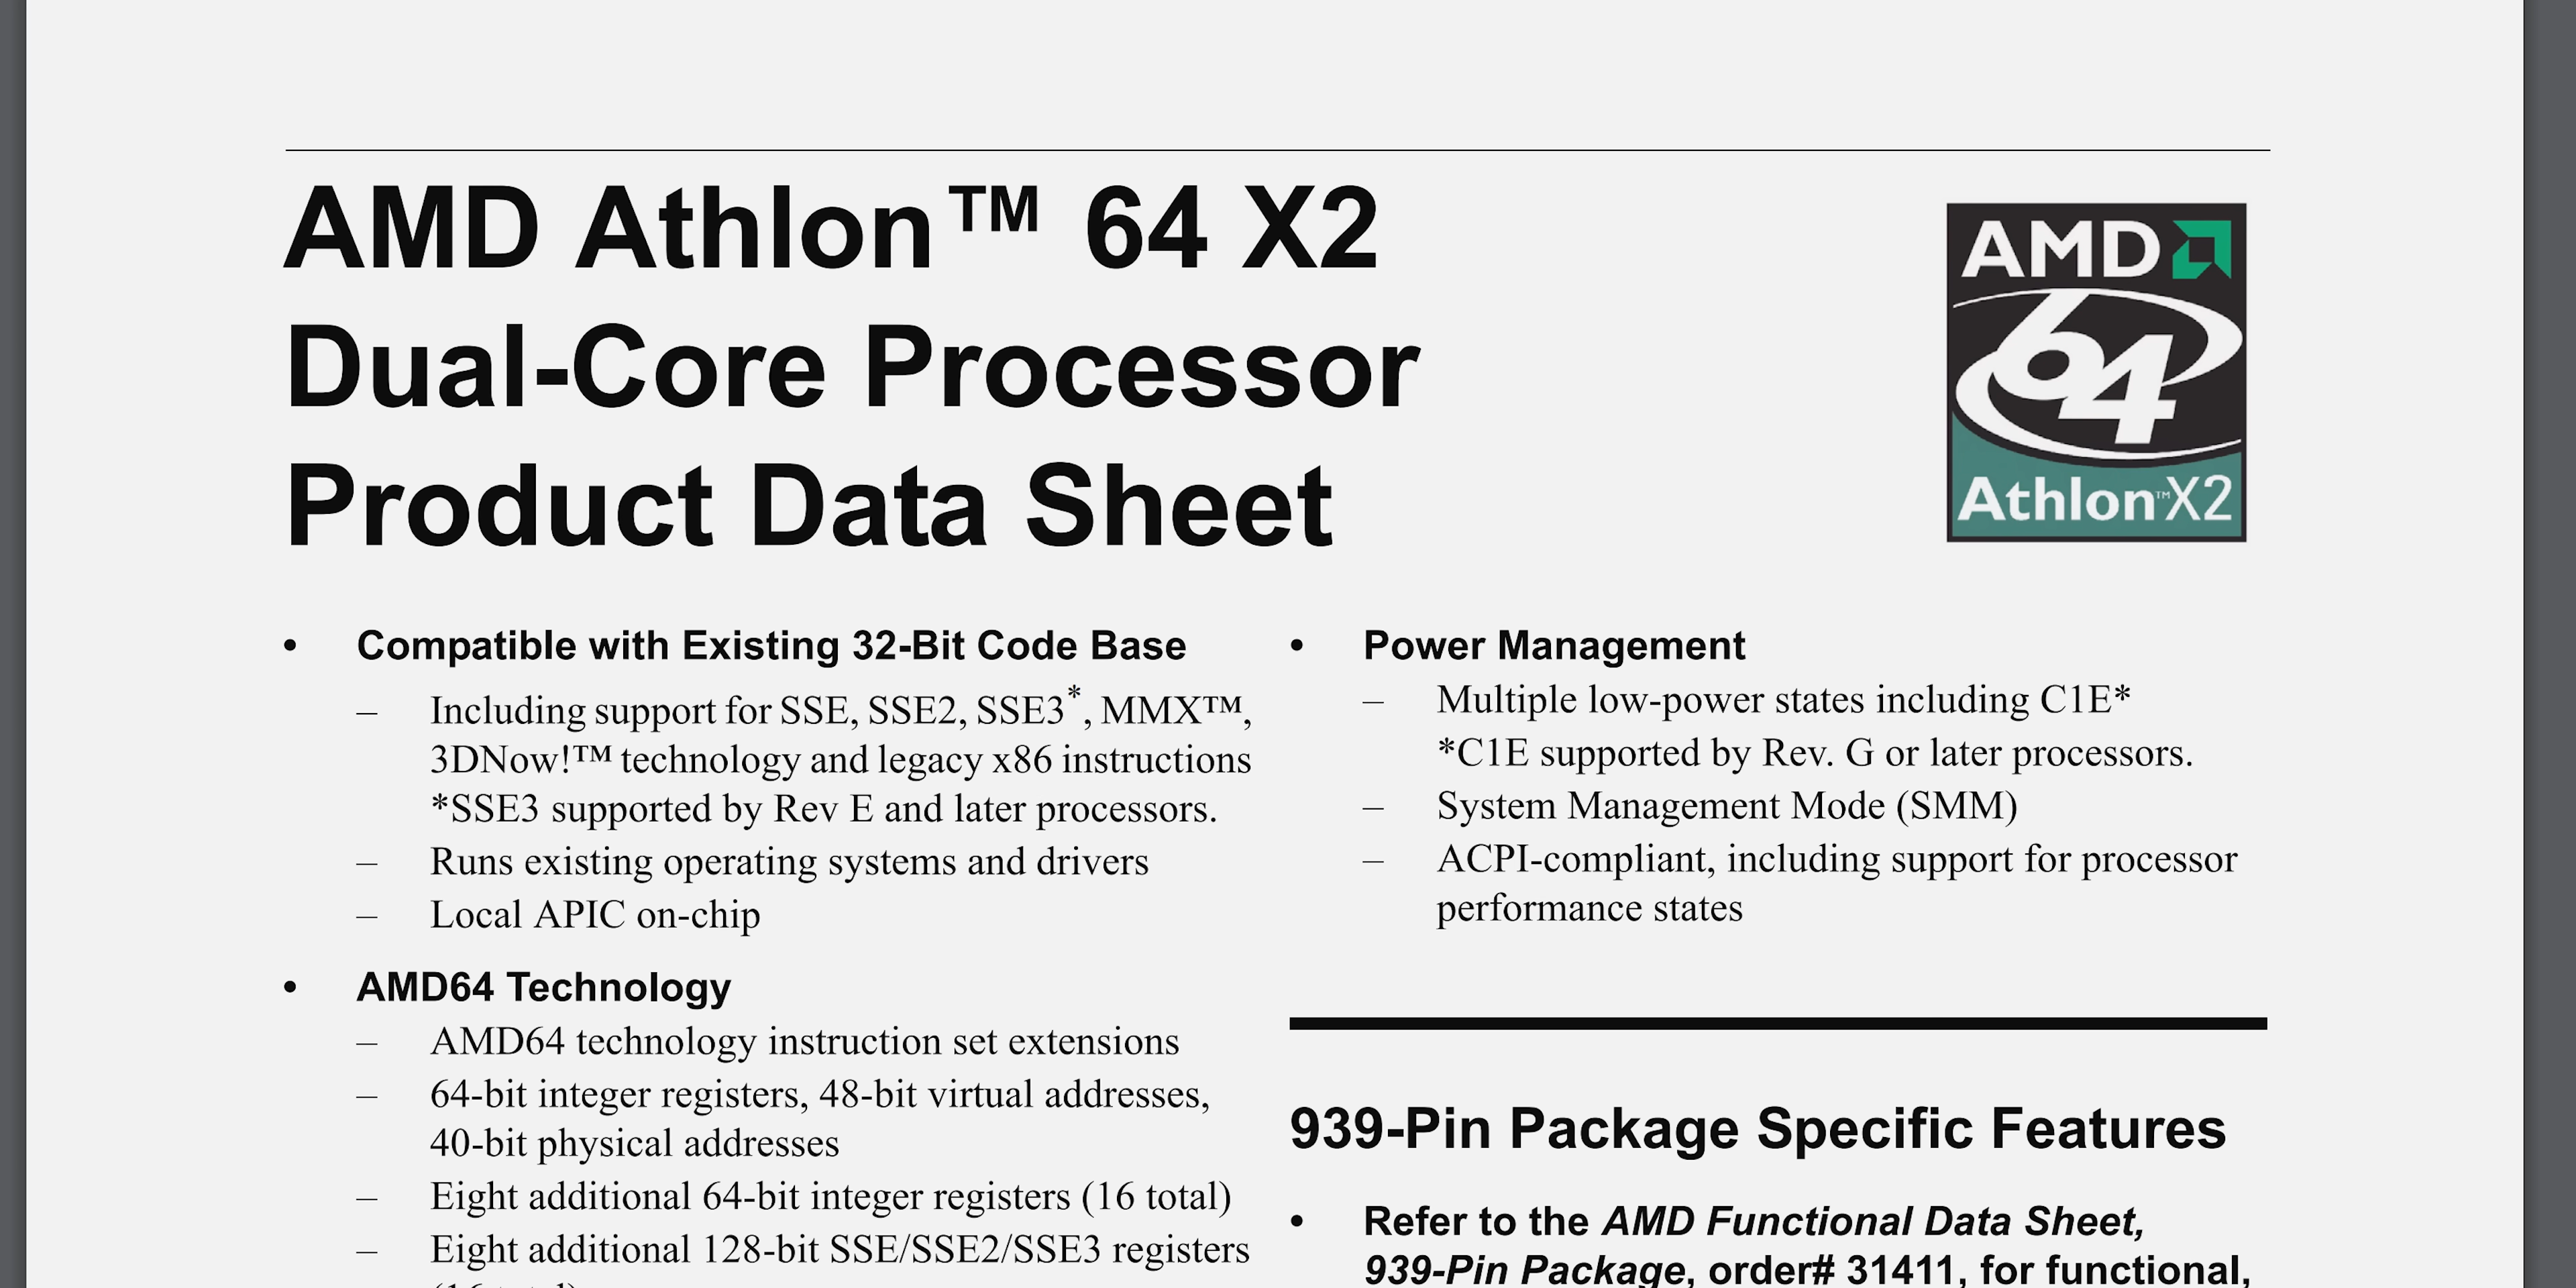 AMD Athlon™ 64 X2
Dual-Core Processor
Product Data Sheet
AMD
64
Athlon™X2
• Compatible with Existing 32-Bit Code Base
– Including support for SSE, SSE2, SSE3*, MMX™,
3DNow!™ technology and legacy x86 instructions
*SSE3 supported by Rev E and later processors.
– Runs existing operating systems and drivers
– Local APIC on-chip
• AMD64 Technology
– AMD64 technology instruction set extensions
– 64-bit integer registers, 48-bit virtual addresses,
40-bit physical addresses
– Eight additional 64-bit integer registers (16 total)
– Eight additional 128-bit SSE/SSE2/SSE3 registers
(16 total)
• Power Management
– Multiple low-power states including C1E*
*C1E supported by Rev. G or later processors.
– System Management Mode (SMM)
– ACPI-compliant, including support for processor
performance states
939-Pin Package Specific Features
• Refer to the AMD Functional Data Sheet,
939-Pin Package, order# 31411, for functional,